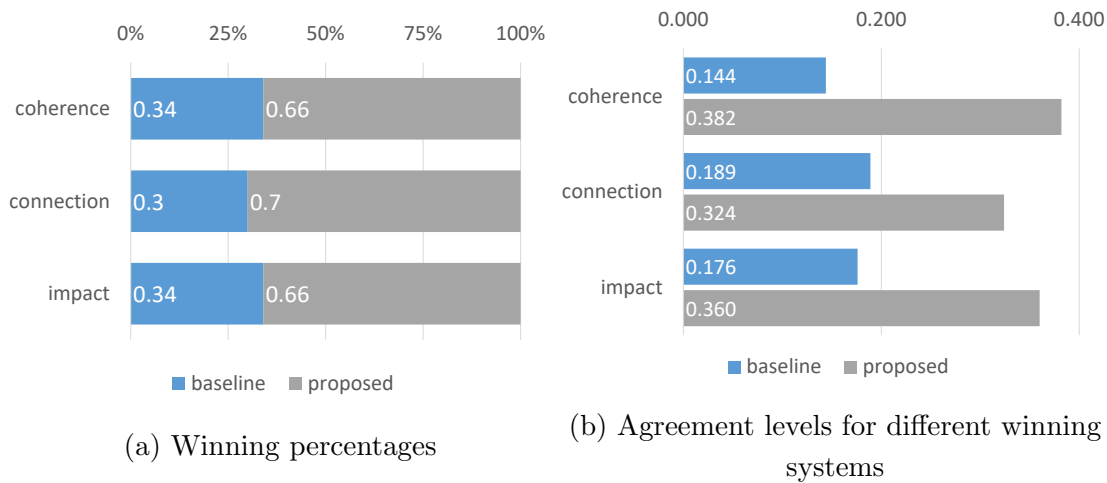 0% 25% 50% 75% 100%
coherence 0.34 0.66
connection 0.3 0.7
impact 0.34 0.66
baseline proposed
(a) Winning percentages
0.000 0.200 0.400
coherence 0.144
0.382
connection 0.189
0.324
impact 0.176
0.360
baseline proposed
(b) Agreement levels for different winning
systems